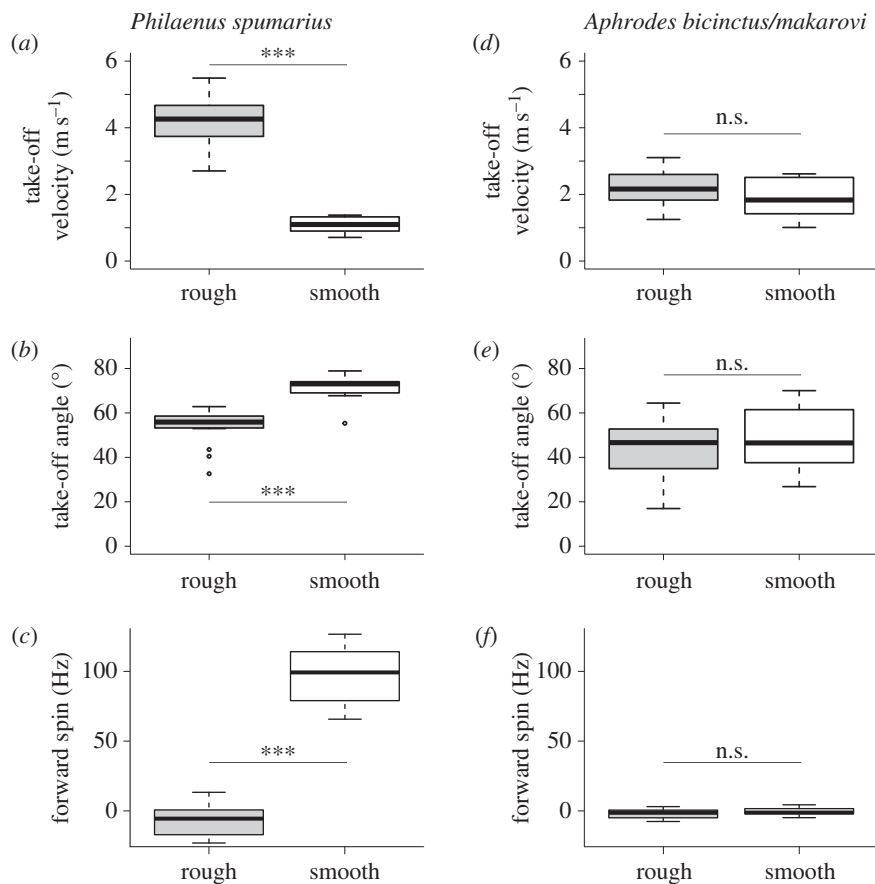 Philaenus spumarius
Aphrodes bicinctus/makarovi
(a)
take-off
velocity (m s−1)
6
4
2
0
***
rough
smooth
(d)
take-off
velocity (m s−1)
6
4
2
0
n.s.
rough
smooth
(b)
take-off angle (°)
80
60
40
20
0
***
rough
smooth
(e)
take-off angle (°)
80
60
40
20
0
n.s.
rough
smooth
(c)
forward spin (Hz)
100
50
0
***
rough
smooth
(f)
forward spin (Hz)
100
50
0
n.s.
rough
smooth